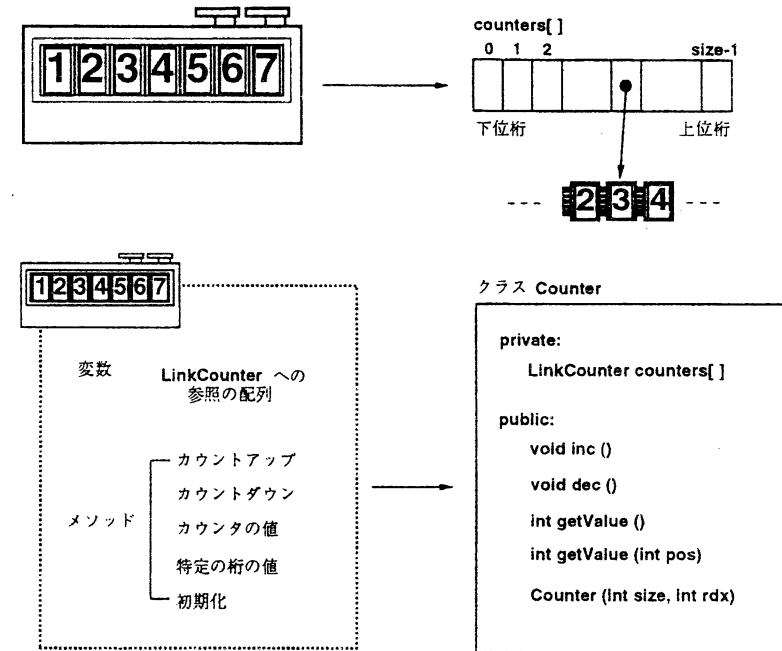 1234567
counters[ ]
0 1 2 size-1
下位桁 上位桁
2 3 4
1234567
変数
LinkCounter への
参照の配列
メソッド
カウントアップ
カウントダウン
カウンタの値
特定の桁の値
初期化
クラス Counter
private:
LinkCounter counters[ ]
public:
void inc ()
void dec ()
int getValue ()
int getValue (int pos)
Counter (int size, int rdx)